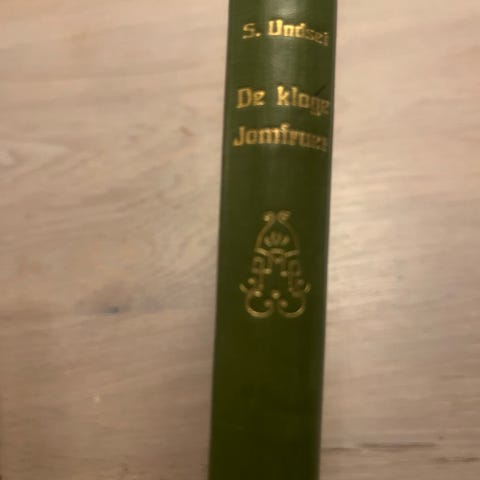 S. Undset
De kloge
Jomfruer